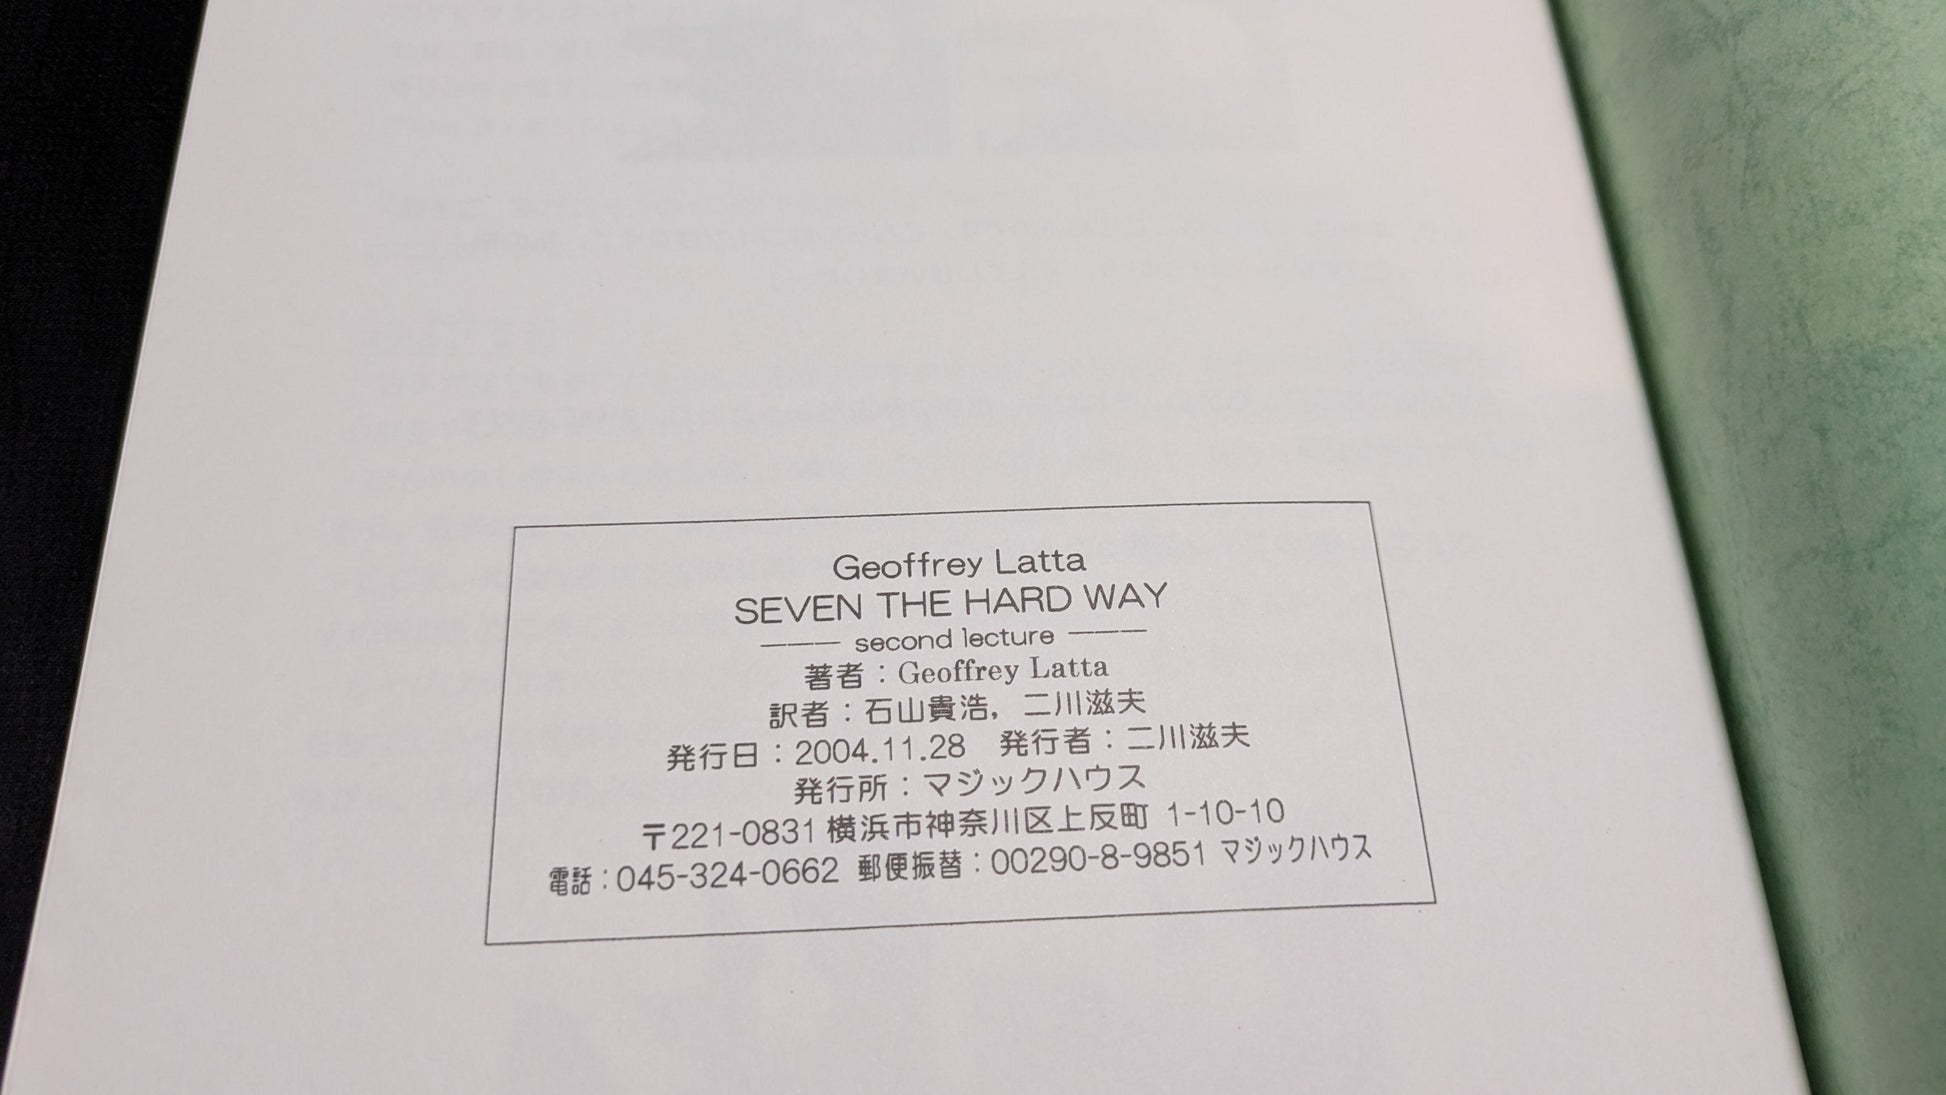 Geoffrey Latta
SEVEN THE HARD WAY
——— second lecture ———
著者：Geoffrey Latta
訳者：石山貴浩，二川滋夫
発行日：2004.11.28　発行者：二川滋夫
発行所：マジックハウス
〒221-0831 横浜市神奈川区上反町 1-10-10
電話：045-324-0662 郵便振替：00290-8-9851 マジックハウス